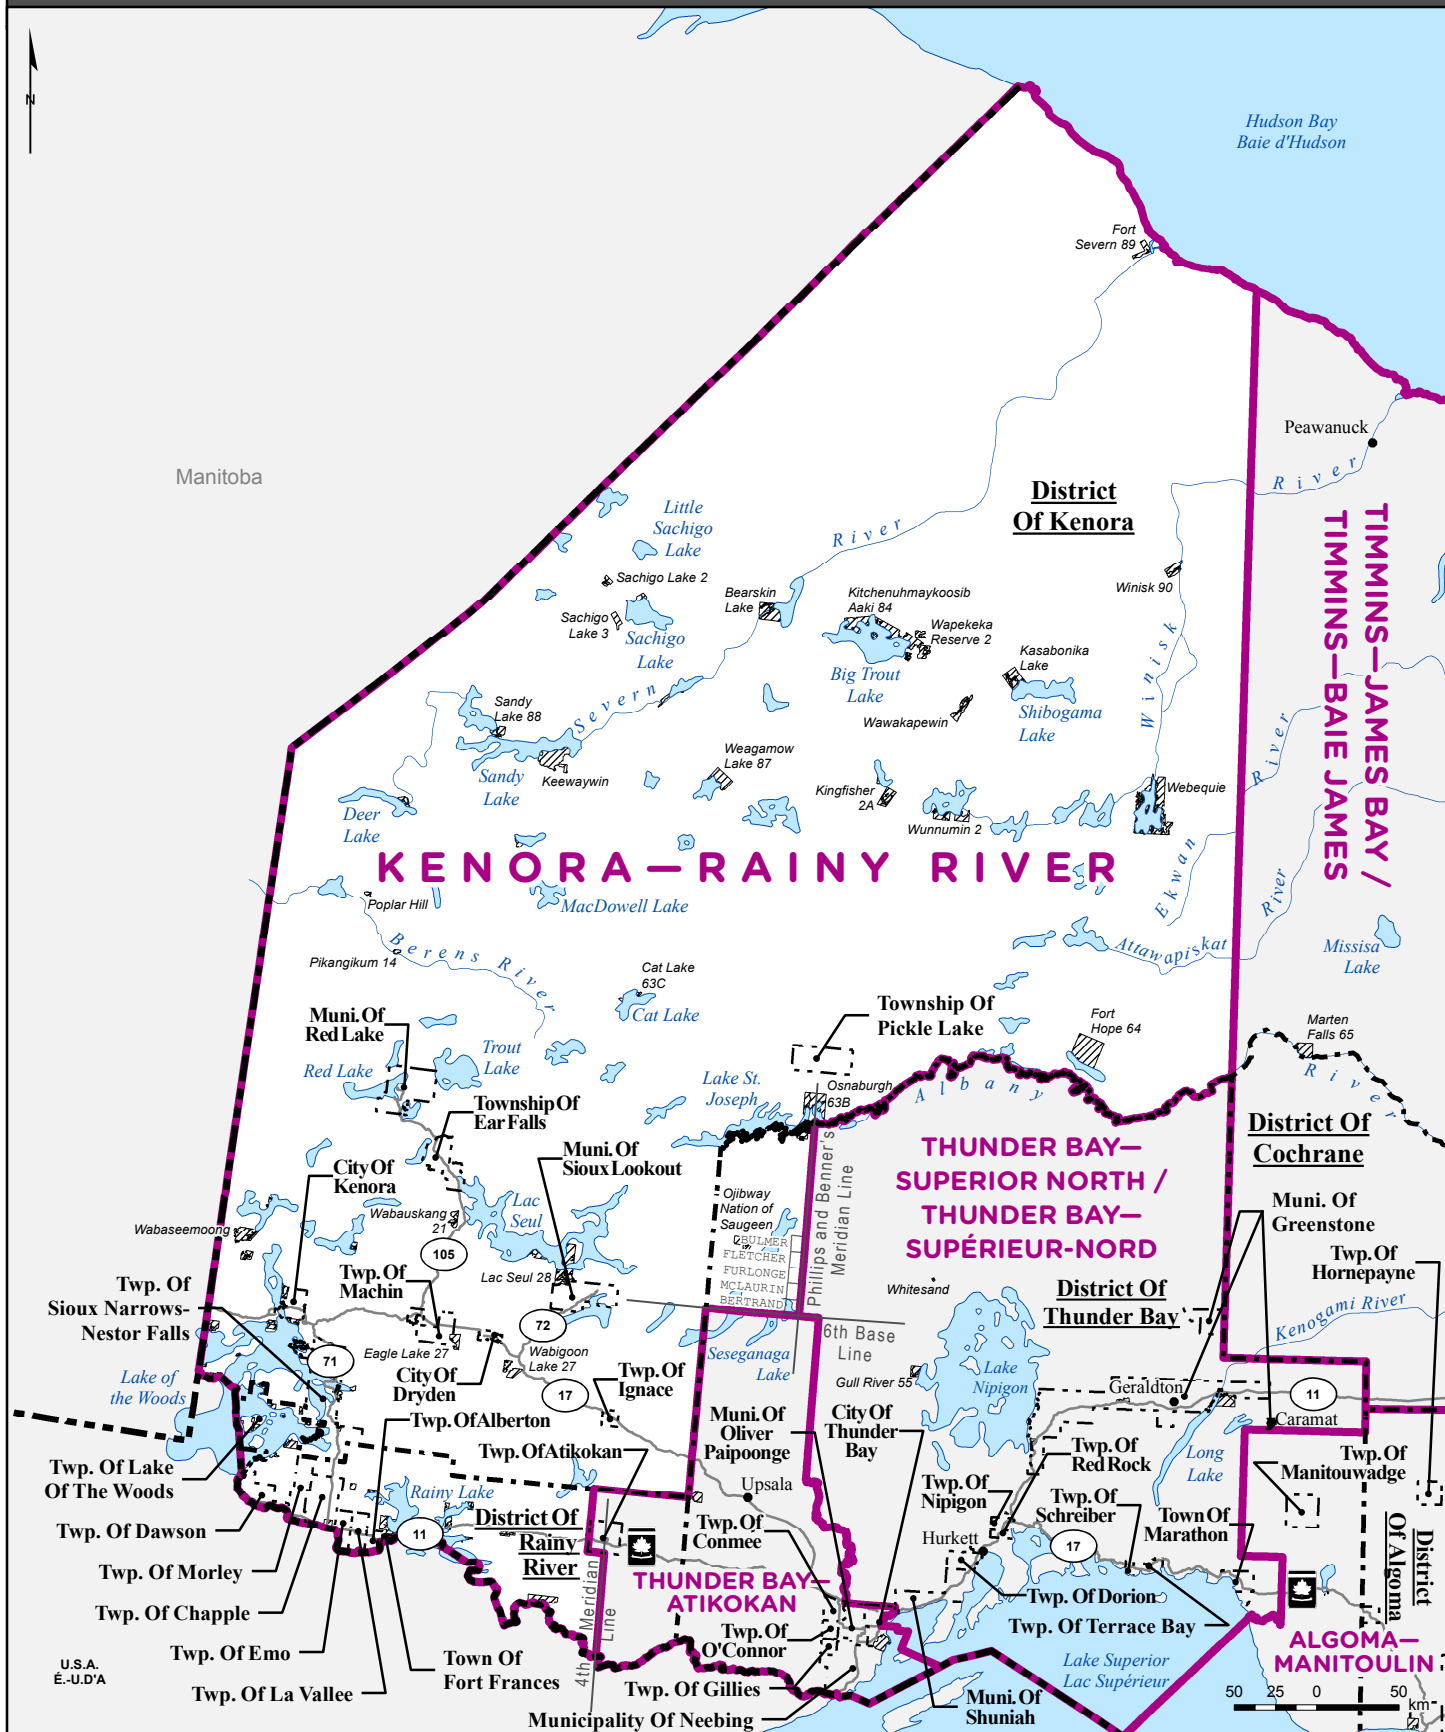 N
Hudson Bay
Baie d'Hudson
Fort
Severn 89
Peawanuck
River
Manitoba
District
Of Kenora
TIMMINS—JAMES BAY /
TIMMINS—BAIE JAMES
Little
Sachigo
Lake
River
Sachigo Lake 2
Bearskin
Lake
Kitchenuhmaykoosib
Aaki 84
Winisk 90
Sachigo
Lake 3
Sachigo
Lake
Wapekeka
Reserve 2
Big Trout
Lake
Kasabonika
Lake
Winisk
Severn
Sandy
Lake 88
Wawakapewin
Shibogama
Lake
River
Weagamow
Lake 87
Sandy
Lake
Keewaywin
Kingfisher
2A
Webequie
Deer
Lake
Wunnumin 2
KENORA—RAINY RIVER
Ekwan
River
Poplar Hill
MacDowell Lake
Attawapiskat
Missisa
Lake
Berens River
Pikangikum 14
Cat Lake
63C
Cat Lake
Township Of
Pickle Lake
Fort
Hope 64
Marten
Falls 65
Muni. Of
Red Lake
Trout
Lake
Red Lake
Lake St.
Joseph
Osnaburgh
63B
Albany
River
Township Of
Ear Falls
District Of
Cochrane
THUNDER BAY—
SUPERIOR NORTH /
THUNDER BAY—
SUPÉRIEUR-NORD
Muni. Of
Sioux Lookout
City Of
Kenora
Phillips and Benner's
Meridian Line
Lac
Seul
Ojibway
Nation of
Saugeen
Muni. Of
Greenstone
Wabauskang
21
Wabaseemoong
BULMER
FLETCHER
FURLONGE
MCLAURIN
BERTRAND
Twp. Of
Hornepayne
105
Twp. Of
Machin
Lac Seul 28
Whitesand
District Of
Thunder Bay
Twp. Of
Sioux Narrows-
Nestor Falls
72
6th Base
Line
Kenogami River
Eagle Lake 27
Wabigoon
Lake 27
Seseganaga
Lake
Lake
Nipigon
71
City Of
Dryden
17
Twp. Of
Ignace
Gull River 55
Lake of
the Woods
Geraldton
11
Caramat
Twp. Of Alberton
Muni. Of
Oliver
Paipoonge
City Of
Thunder
Bay
Twp. Of Atikokan
Twp. Of
Red Rock
Long
Lake
Twp. Of
Manitouwadge
Twp. Of Lake
Of The Woods
Rainy Lake
Upsala
Twp. Of
Nipigon
Twp. Of
Schreiber
Town Of
Marathon
District Of
Rainy
River
Twp. Of
Conmee
Hurkett
Twp. Of Dawson
11
17
District
Of Algoma
Twp. Of Morley
THUNDER BAY—
ATIKOKAN
Twp. Of Dorion
Twp. Of Chapple
4th Meridian
Line
Twp. Of Terrace Bay
Twp. Of
O'Connor
ALGOMA—
MANITOULIN
Twp. Of Emo
Town Of
Fort Frances
U.S.A.
É.-U.D'A
Lake Superior
Lac Supérieur
Twp. Of La Vallee
Twp. Of Gillies
Muni. Of
Shuniah
Municipality Of Neebing
50 25 0 50 km